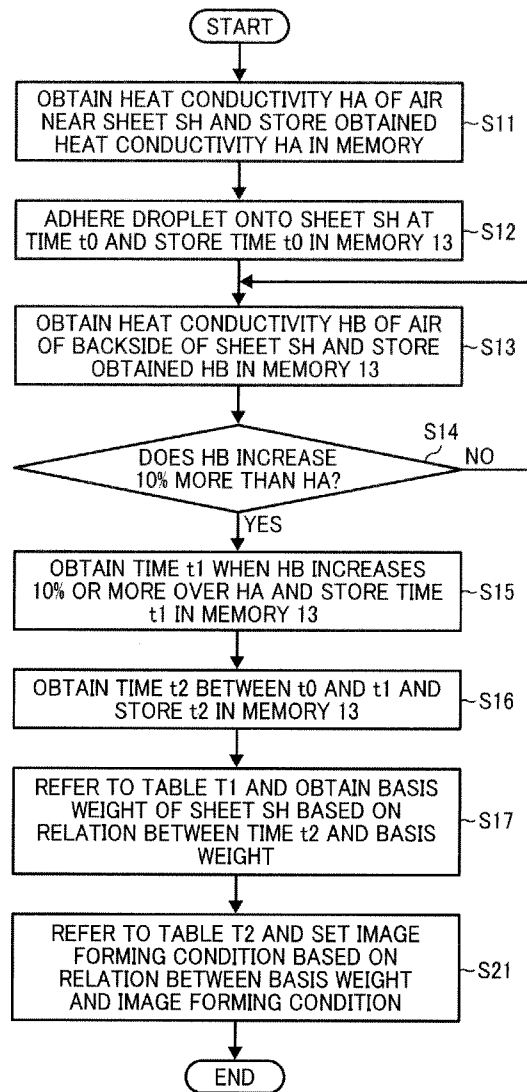 START
OBTAIN HEAT CONDUCTIVITY HA OF AIR
NEAR SHEET SH AND STORE OBTAINED
HEAT CONDUCTIVITY HA IN MEMORY
S11
ADHERE DROPLET ONTO SHEET SH AT
TIME t0 AND STORE TIME t0 IN MEMORY 13
S12
OBTAIN HEAT CONDUCTIVITY HB OF AIR
OF BACKSIDE OF SHEET SH AND STORE
OBTAINED HB IN MEMORY 13
S13
S14
DOES HB INCREASE
10% MORE THAN HA?
NO
YES
OBTAIN TIME t1 WHEN HB INCREASES
10% OR MORE OVER HA AND STORE TIME
t1 IN MEMORY 13
S15
OBTAIN TIME t2 BETWEEN t0 AND t1 AND
STORE t2 IN MEMORY 13
S16
REFER TO TABLE T1 AND OBTAIN BASIS
WEIGHT OF SHEET SH BASED ON
RELATION BETWEEN TIME t2 AND BASIS
WEIGHT
S17
REFER TO TABLE T2 AND SET IMAGE
FORMING CONDITION BASED ON
RELATION BETWEEN BASIS WEIGHT
AND IMAGE FORMING CONDITION
S21
END